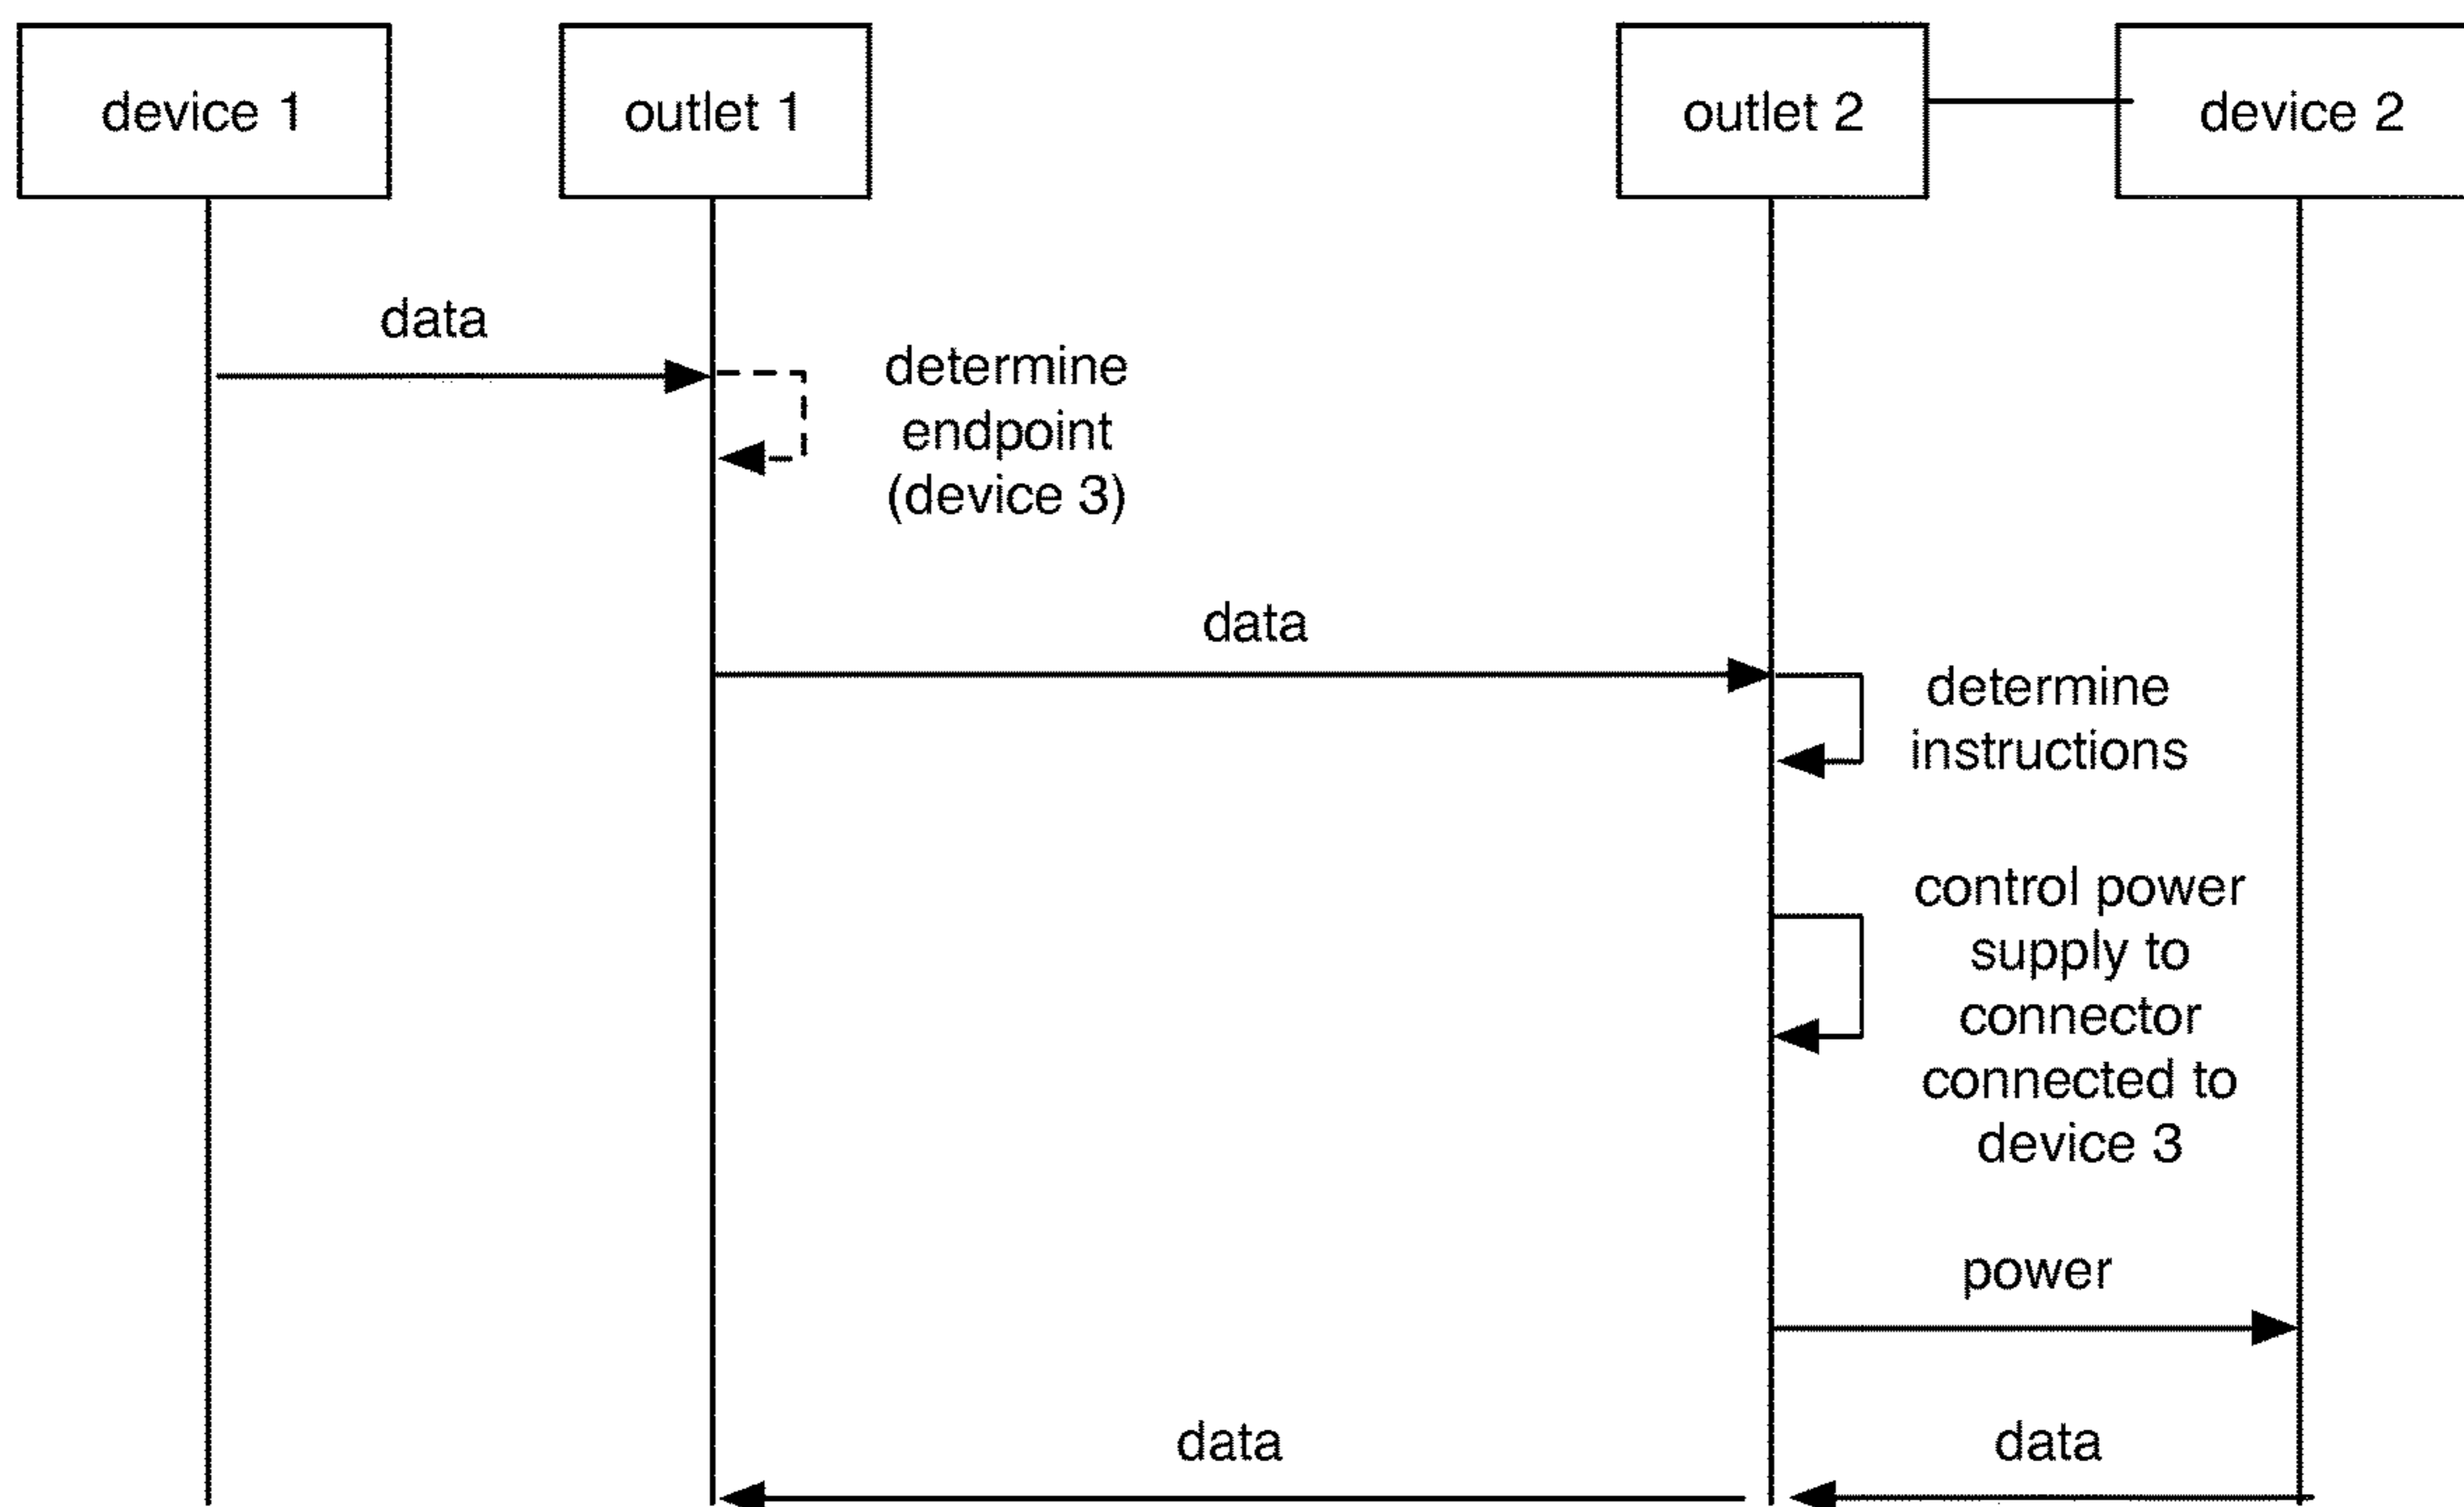 device 1
outlet 1
outlet 2
device 2
data
determine
endpoint
(device 3)
data
determine
instructions
control power
supply to
connector
connected to
device 3
power
data
data